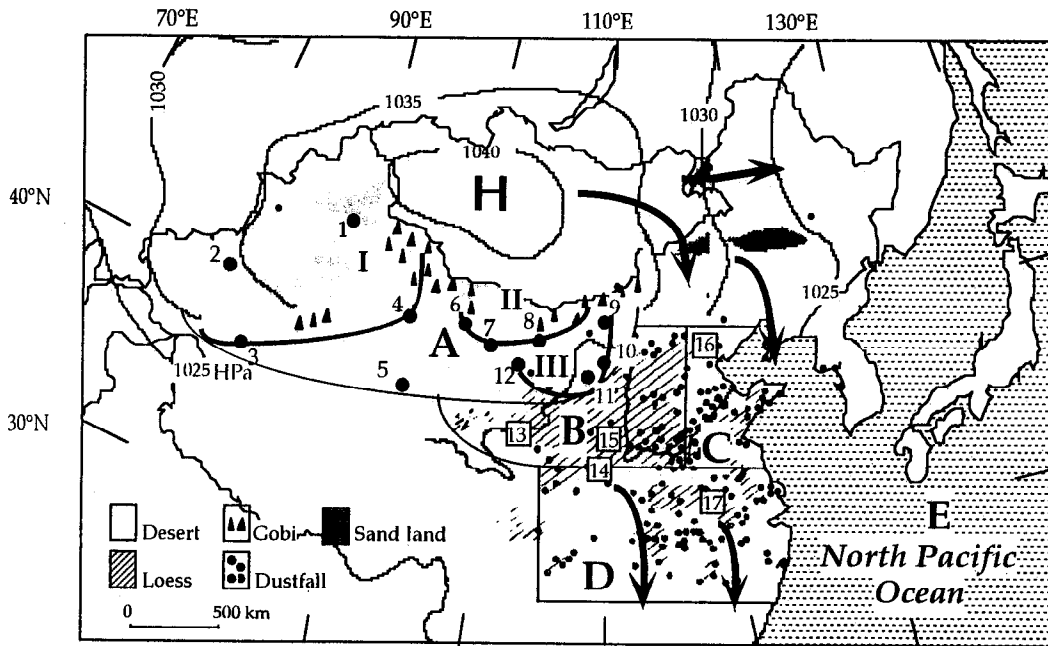 70°E 90°E 110°E 130°E
1030
1035
1030
1040
40°N
H
1
2
I
II
1025
4
6
9
8
7
A
3
16
10
1025 HPa
5
12
III
11
30°N
13
B
15
C
14
17
E
North Pacific
Ocean
D
Desert
Gobi
Sand land
Loess
Dustfall
0 500 km